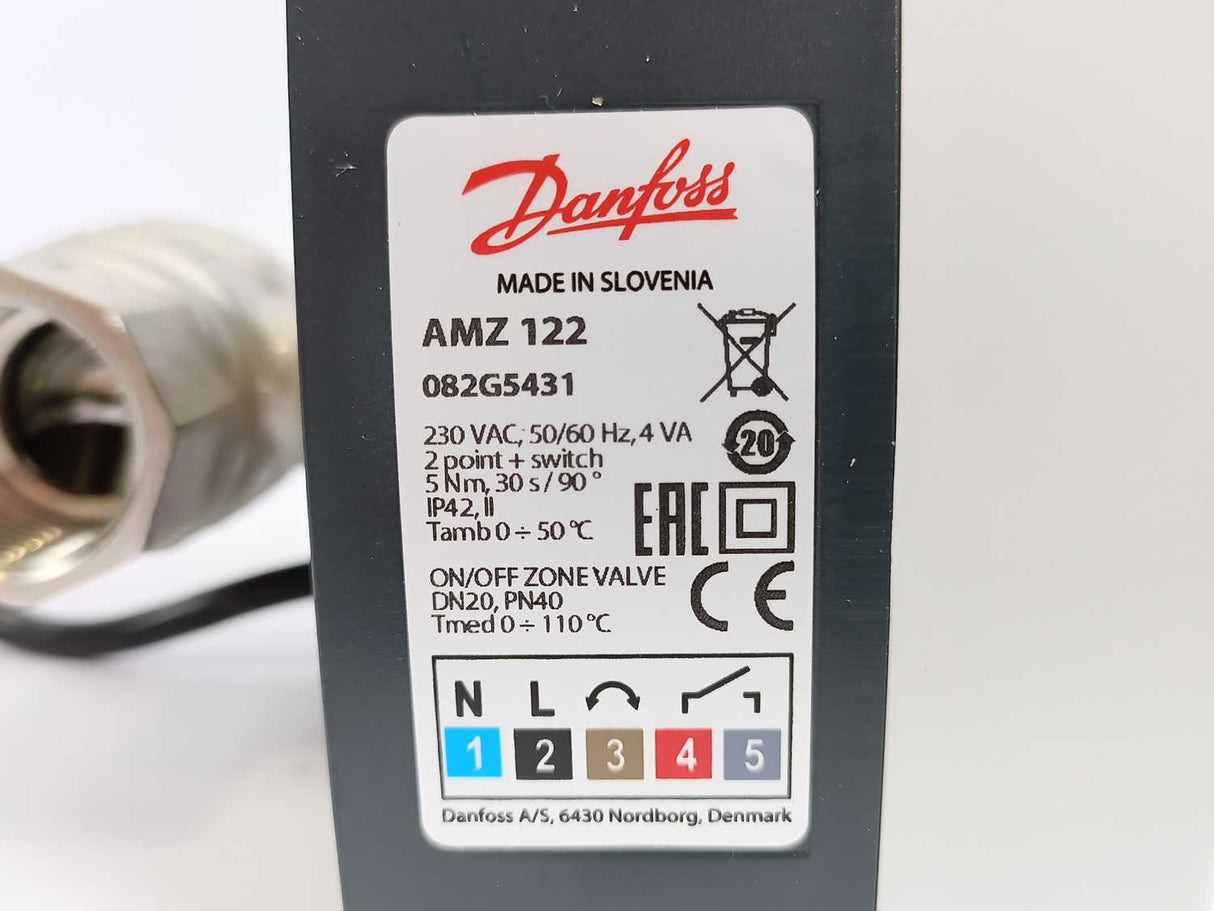 Danfoss
MADE IN SLOVENIA
AMZ 122
082G5431
230 VAC, 50/60 Hz, 4 VA
2 point + switch
5 Nm, 30 s / 90 °
IP42, II
Tamb 0 ÷ 50 °C
20
EAC
ON/OFF ZONE VALVE
DN20, PN40
Tmed 0 ÷ 110 °C
CE
N L
1 2 3 4 5
Danfoss A/S, 6430 Nordborg, Denmark